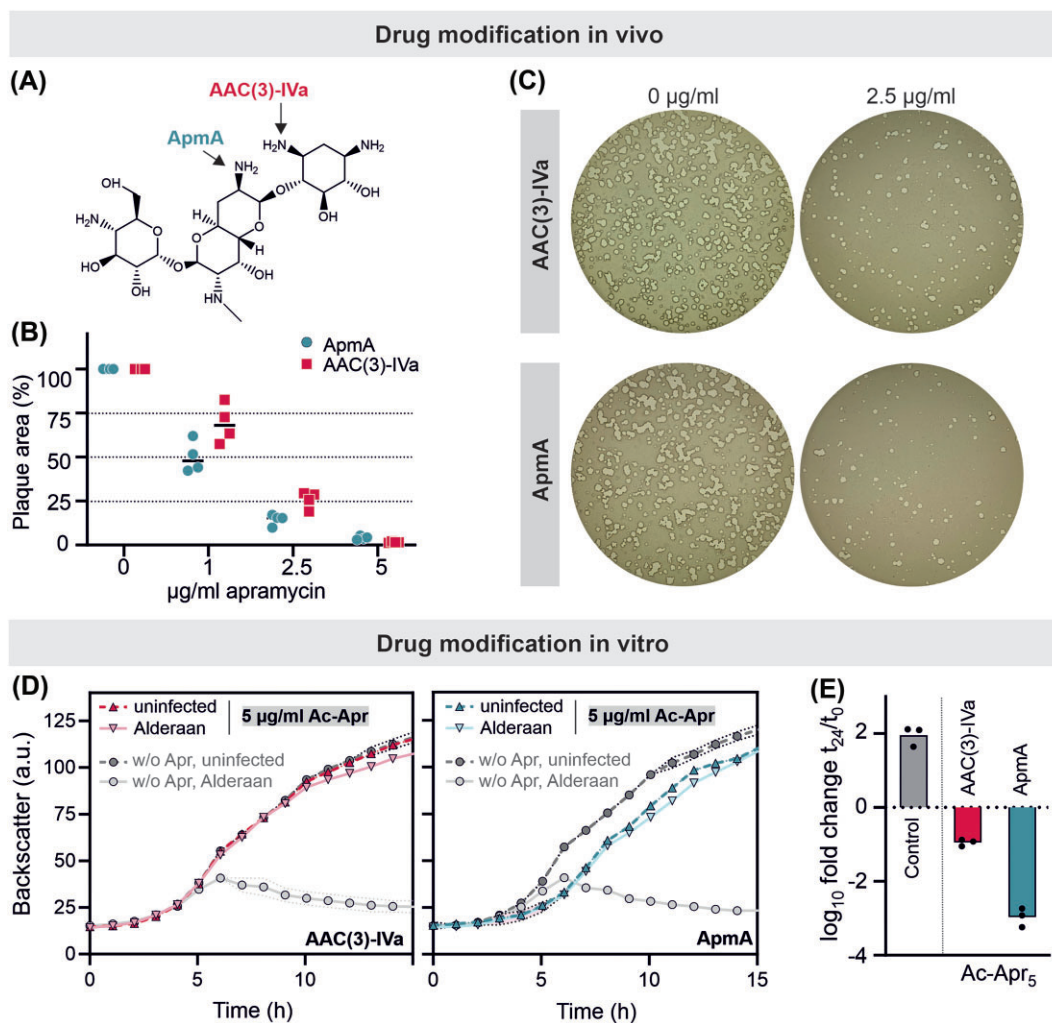 Drug modification in vivo
(A)
AAC(3)-IVa
ApmA
H₂N
NH₂
NH₂
OH
O
OH
OH
O
O
H
H
OH
H₂N
O
HO
OH
O
O
OH
HN
(B)
ApmA
AAC(3)-IVa
Plaque area (%)
100
75
50
25
0
0
1
2.5
5
µg/ml apramycin
(C)
0 µg/ml
2.5 µg/ml
AAC(3)-IVa
ApmA
Drug modification in vitro
(D)
Backscatter (a.u.)
125
100
75
50
25
0
uninfected
Alderaan
5 µg/ml Ac-Apr
w/o Apr, uninfected
w/o Apr, Alderaan
AAC(3)-IVa
0
5
10
Time (h)
uninfected
Alderaan
5 µg/ml Ac-Apr
w/o Apr, uninfected
w/o Apr, Alderaan
ApmA
0
5
10
15
Time (h)
(E)
log₁₀ fold change t₂₄/t₀
2
0
-2
-4
Control
AAC(3)-IVa
ApmA
Ac-Apr₅